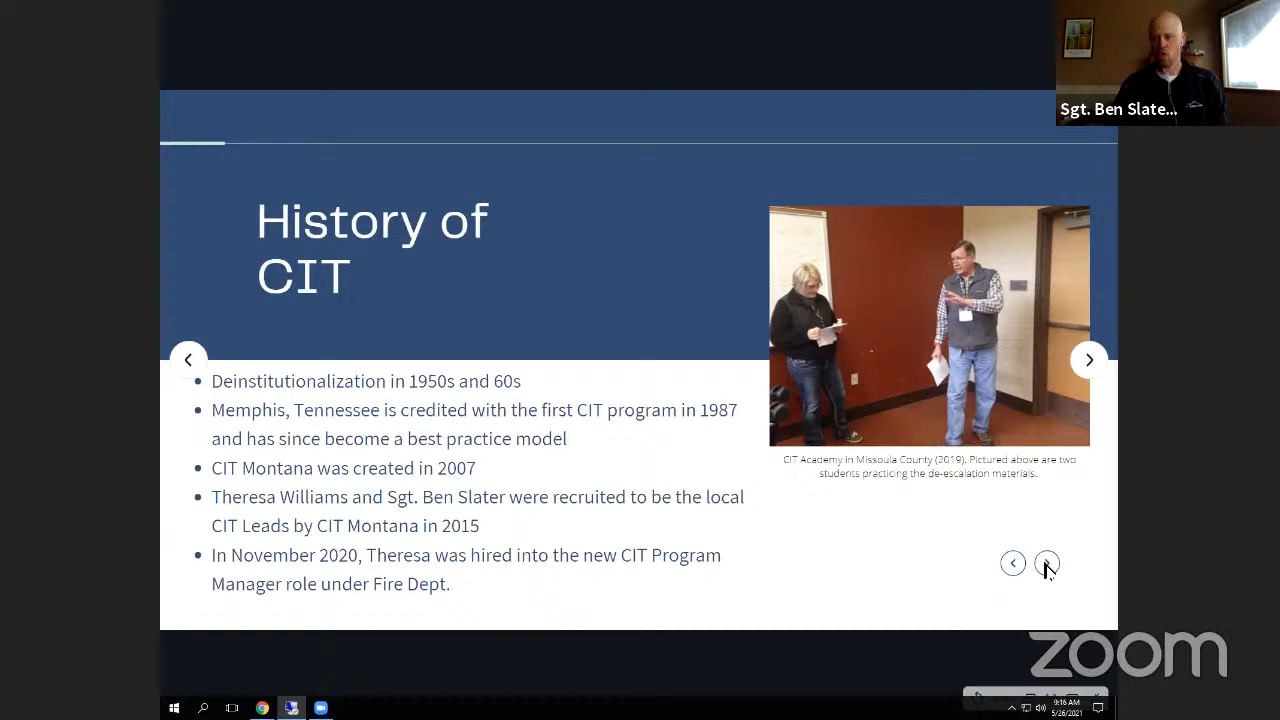 Sgt. Ben Slate...
History of
CIT
Deinstitutionalization in 1950s and 60s
Memphis, Tennessee is credited with the first CIT program in 1987
and has since become a best practice model
CIT Montana was created in 2007
Theresa Williams and Sgt. Ben Slater were recruited to be the local
CIT Leads by CIT Montana in 2015
In November 2020, Theresa was hired into the new CIT Program
Manager role under Fire Dept.
CIT Academy in Missoula County (2019). Pictured above are two
students practicing the de-escalation materials.
zoom
9:16 AM
5/26/2021